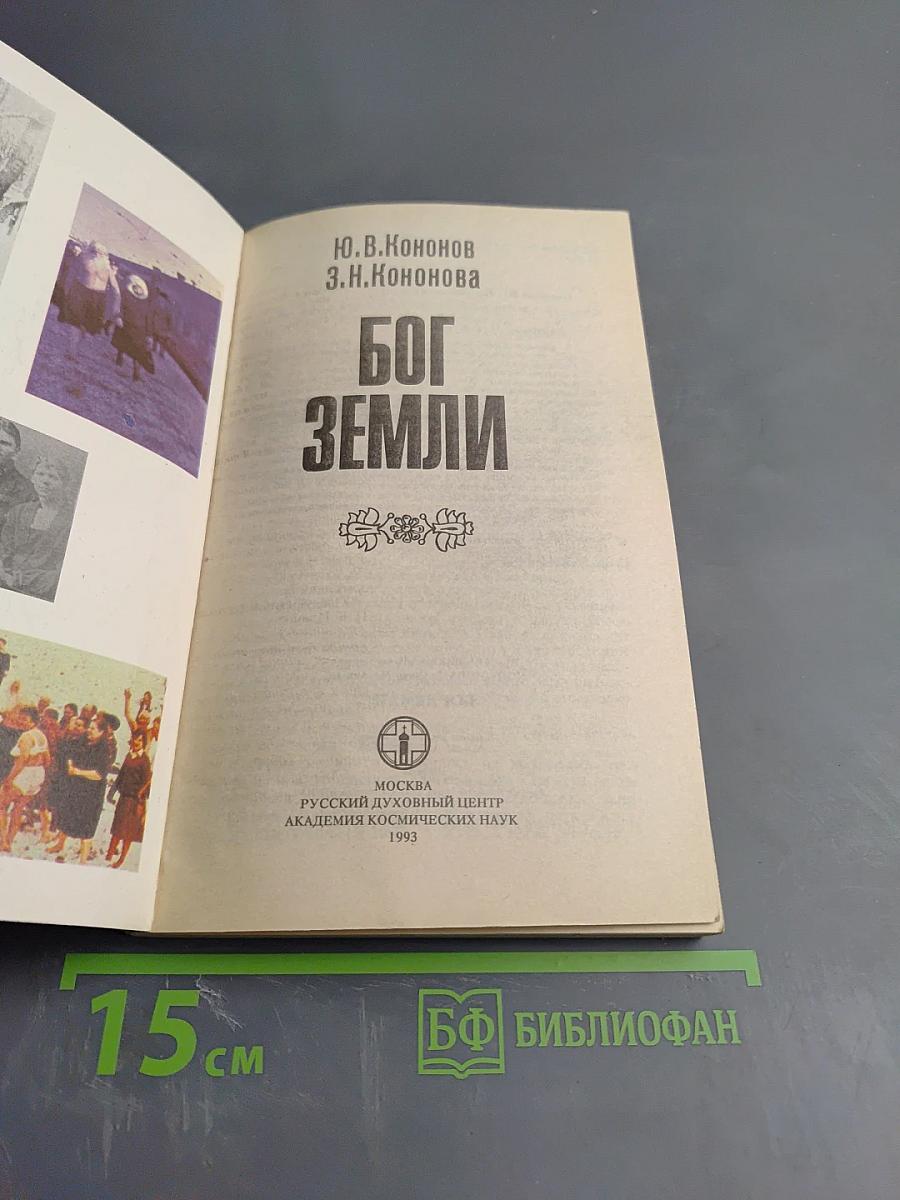 Ю.В.Кононов
З.Н.Кононова
БОГ
ЗЕМЛИ
МОСКВА
РУССКИЙ ДУХОВНЫЙ ЦЕНТР
АКАДЕМИЯ КОСМИЧЕСКИХ НАУК
1993
15 см
БФ БИБЛИОФАН